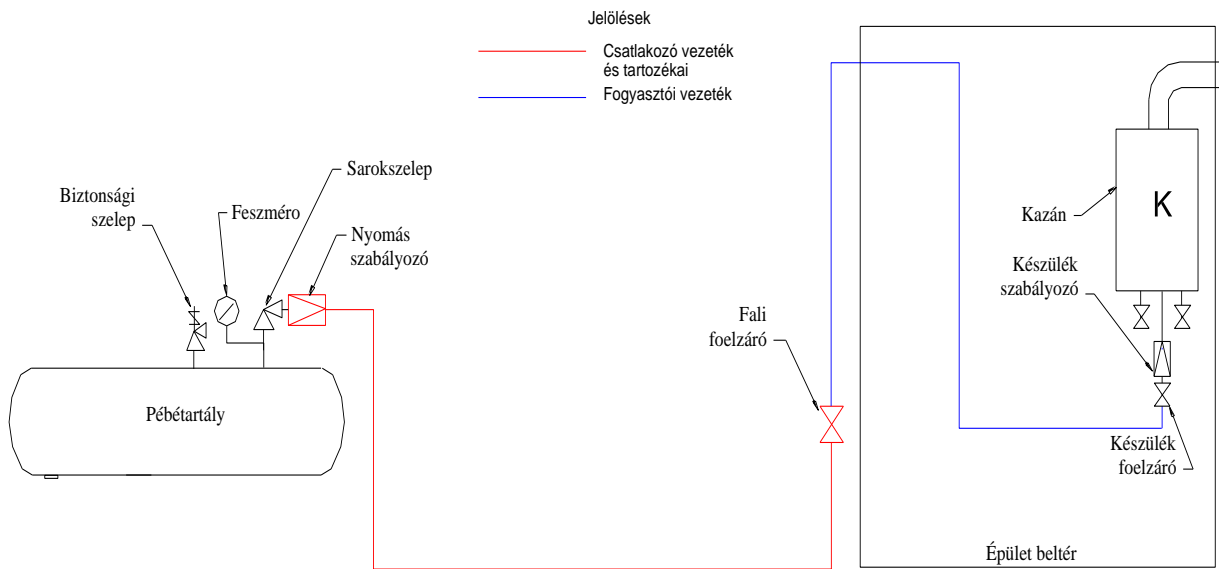 Jelölések
Csatlakozó vezeték
és tartozékai
Fogyasztói vezeték
Sarokszelep
Biztonsági
szelep
Feszméro
Nyomás
szabályozó
Kazán
K
Készülék
szabályozó
Fali
foelzáró
Pébétartály
Készülék
foelzáró
Épület beltér